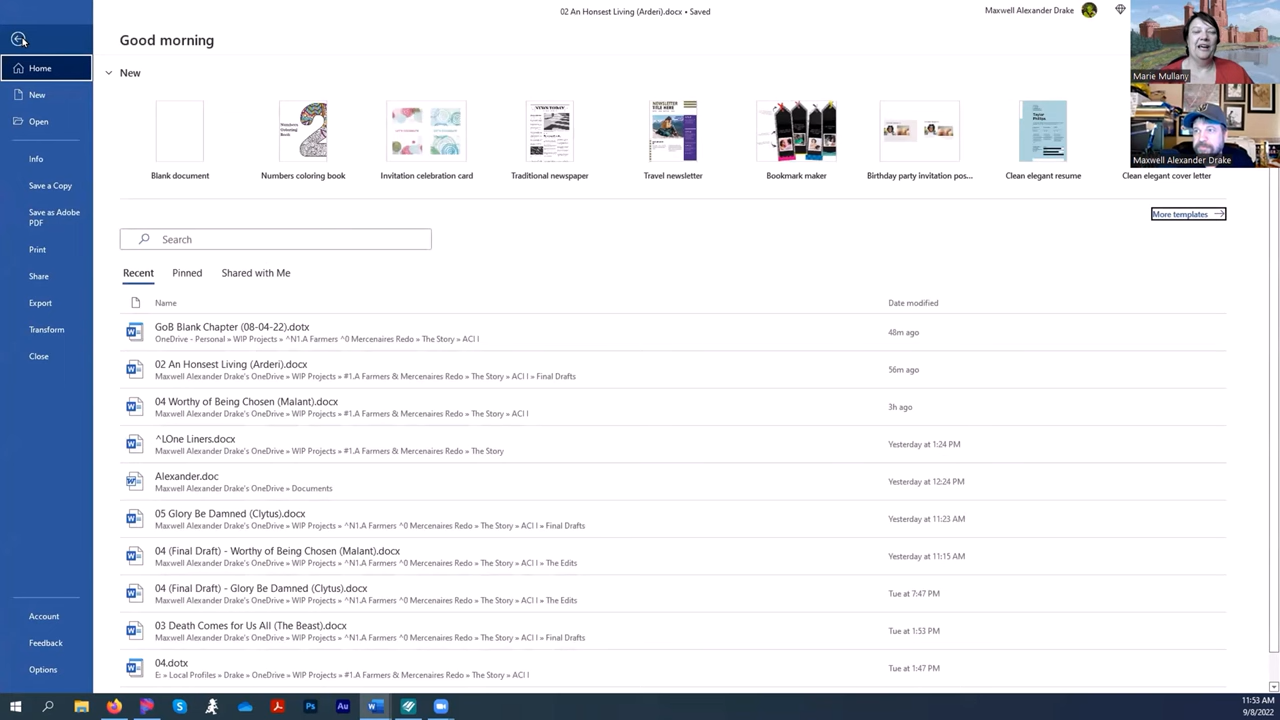 02 An Honsest Living (Arderi).docx • Saved
Maxwell Alexander Drake
Marie Mullany
Maxwell Alexander Drake
Good morning
Home
New
Open
Info
Save a Copy
Save as Adobe
PDF
Print
Share
Export
Transform
Close
Account
Feedback
Options
New
Blank document
Numbers coloring book
Invitation celebration card
Traditional newspaper
Travel newsletter
Bookmark maker
Birthday party invitation pos...
Clean elegant resume
Clean elegant cover letter
More templates
Search
Recent Pinned Shared with Me
Name Date modified
GoB Blank Chapter (08-04-22).dotx 48m ago
OneDrive - Personal » WIP Projects » ^N1.A Farmers ^0 Mercenaires Redo » The Story » ACI I
02 An Honsest Living (Arderi).docx 56m ago
Maxwell Alexander Drake's OneDrive » WIP Projects » #1.A Farmers & Mercenaires Redo » The Story » ACI I » Final Drafts
04 Worthy of Being Chosen (Malant).docx 3h ago
Maxwell Alexander Drake's OneDrive » WIP Projects » #1.A Farmers & Mercenaires Redo » The Story » ACI I
^LOne Liners.docx Yesterday at 1:24 PM
Maxwell Alexander Drake's OneDrive » WIP Projects » #1.A Farmers & Mercenaires Redo » The Story
Alexander.doc Yesterday at 12:24 PM
Maxwell Alexander Drake's OneDrive » Documents
05 Glory Be Damned (Clytus).docx Yesterday at 11:23 AM
Maxwell Alexander Drake's OneDrive » WIP Projects » ^N1.A Farmers ^0 Mercenaires Redo » The Story » ACI I » Final Drafts
04 (Final Draft) - Worthy of Being Chosen (Malant).docx Yesterday at 11:15 AM
Maxwell Alexander Drake's OneDrive » WIP Projects » ^N1.A Farmers ^0 Mercenaires Redo » The Story » ACI I » The Edits
04 (Final Draft) - Glory Be Damned (Clytus).docx Tue at 7:47 PM
Maxwell Alexander Drake's OneDrive » WIP Projects » ^N1.A Farmers ^0 Mercenaires Redo » The Story » ACI I » The Edits
03 Death Comes for Us All (The Beast).docx Tue at 1:53 PM
Maxwell Alexander Drake's OneDrive » WIP Projects » ^N1.A Farmers ^0 Mercenaires Redo » The Story » ACI I » Final Drafts
04.dotx Tue at 1:47 PM
E: » Local Profiles » Drake » OneDrive » WIP Projects » #1.A Farmers & Mercenaires Redo » The Story » ACI I
11:53 AM
9/8/2022